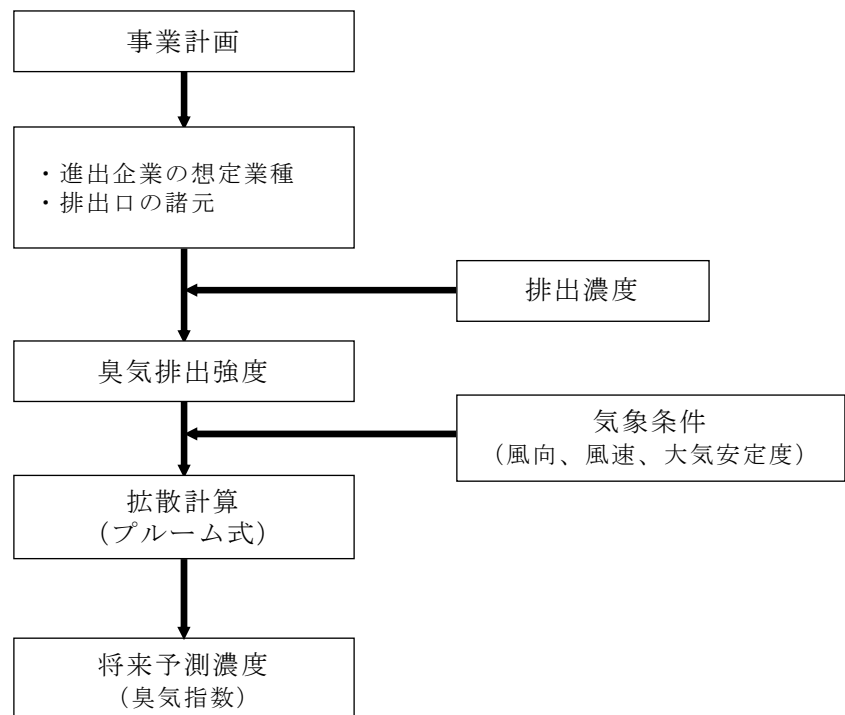 事業計画
・進出企業の想定業種
・排出口の諸元
排出濃度
臭気排出強度
気象条件
（風向、風速、大気安定度）
拡散計算
（プルーム式）
将来予測濃度
（臭気指数）